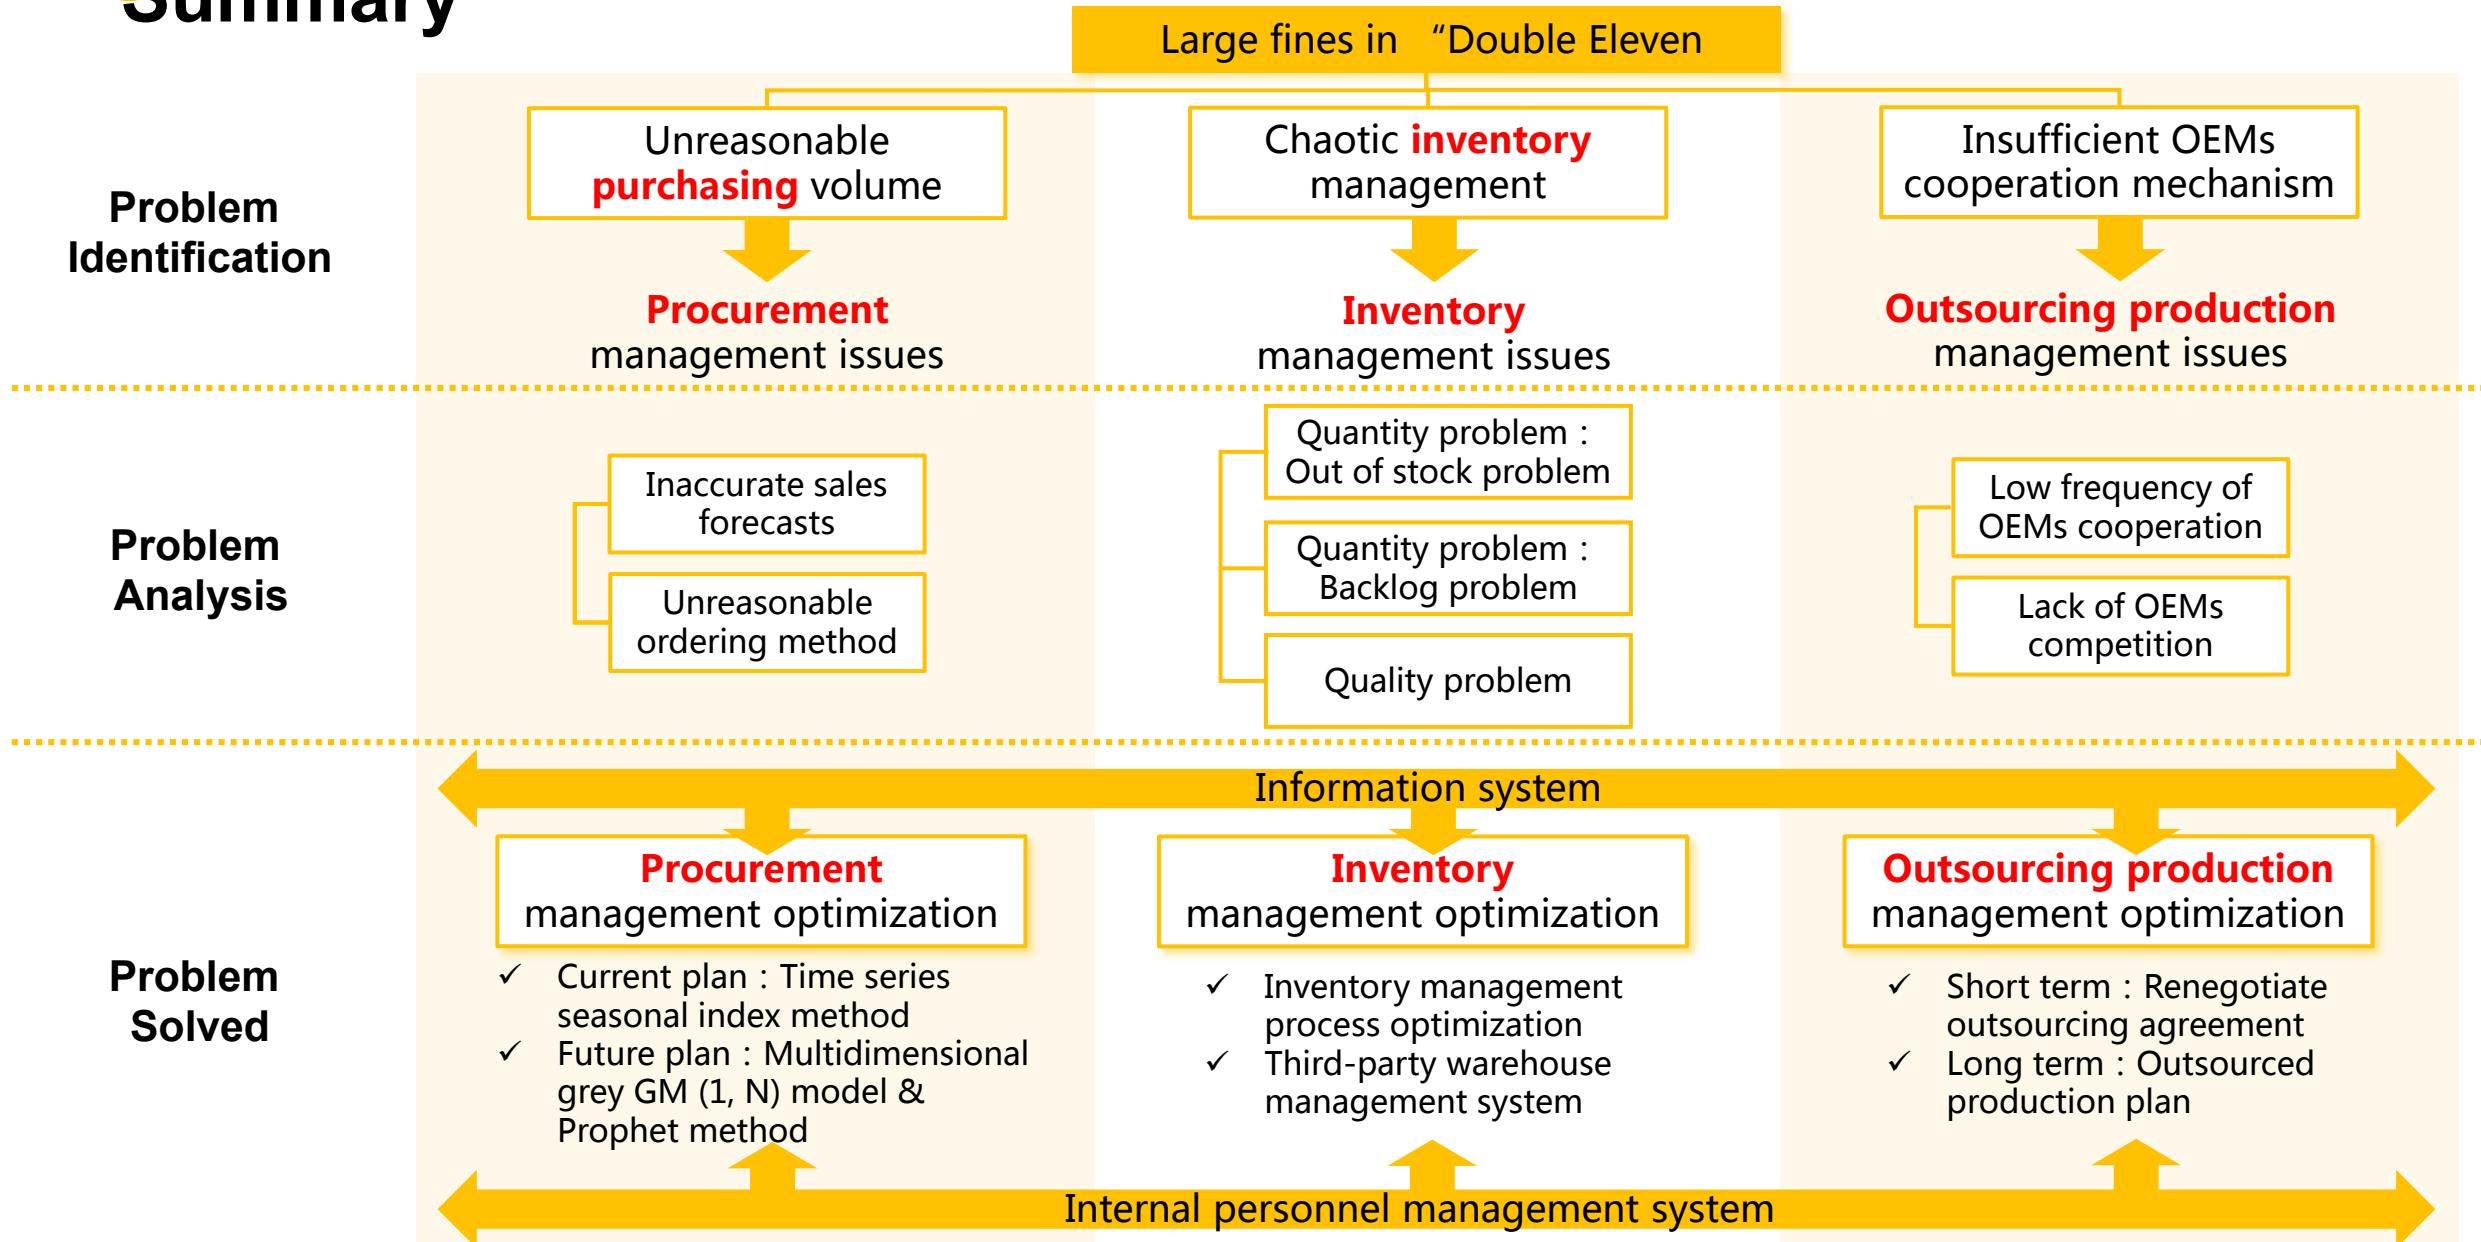 Summary
Large fines in “Double Eleven
Problem
Identification
Unreasonable
purchasing volume
Procurement
management issues
Chaotic inventory
management
Inventory
management issues
Insufficient OEMs
cooperation mechanism
Outsourcing production
management issues
Problem
Analysis
Inaccurate sales
forecasts
Unreasonable
ordering method
Quantity problem：
Out of stock problem
Quantity problem：
Backlog problem
Quality problem
Low frequency of
OEMs cooperation
Lack of OEMs
competition
Information system
Problem
Solved
Procurement
management optimization
✓ Current plan：Time series
seasonal index method
✓ Future plan：Multidimensional
grey GM (1, N) model &
Prophet method
Inventory
management optimization
✓ Inventory management
process optimization
✓ Third-party warehouse
management system
Outsourcing production
management optimization
✓ Short term：Renegotiate
outsourcing agreement
✓ Long term：Outsourced
production plan
Internal personnel management system